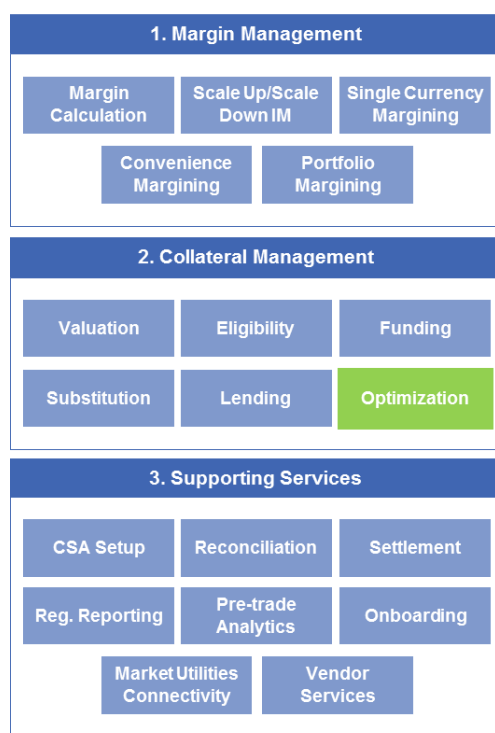 1. Margin Management
Margin
Calculation
Scale Up/Scale
Down IM
Single Currency
Margining
Convenience
Margining
Portfolio
Margining
2. Collateral Management
Valuation
Eligibility
Funding
Substitution
Lending
Optimization
3. Supporting Services
CSA Setup
Reconciliation
Settlement
Reg. Reporting
Pre-trade
Analytics
Onboarding
Market Utilities
Connectivity
Vendor
Services